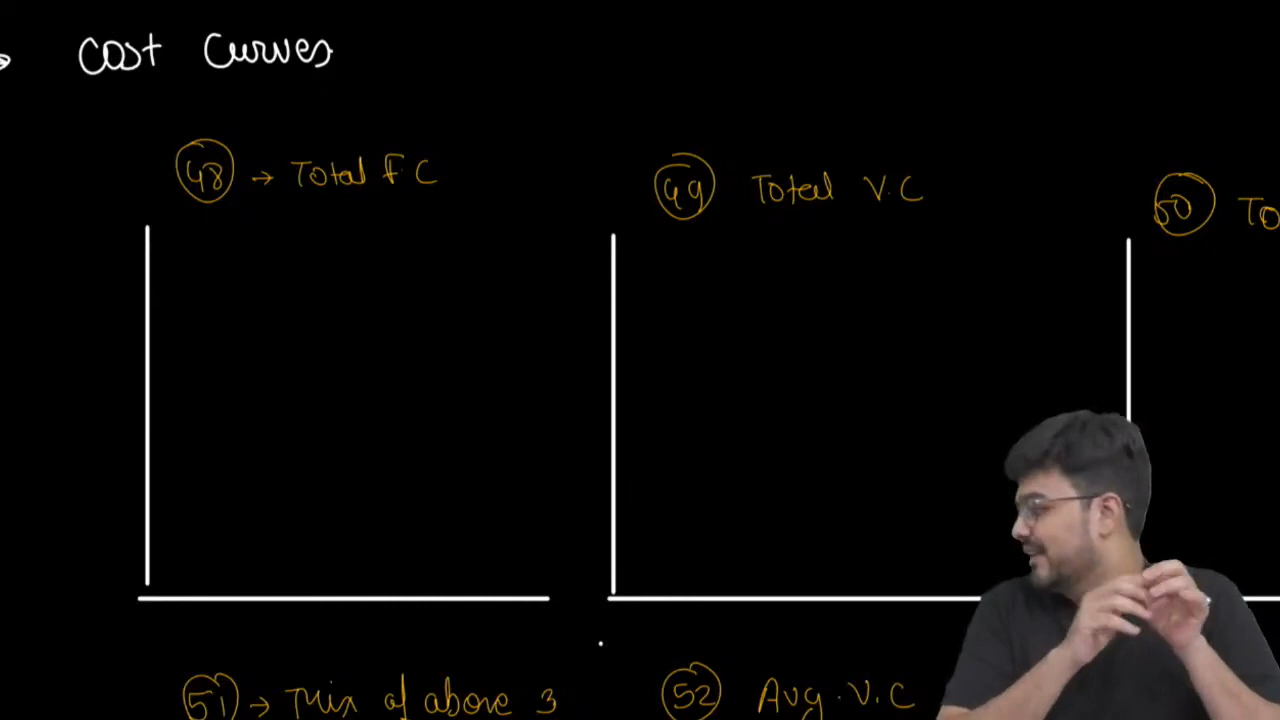 Cost Curves
48 → Total F.C
49 Total V.C
50 To
51 → Mix of above 3
52 Avg. V.C